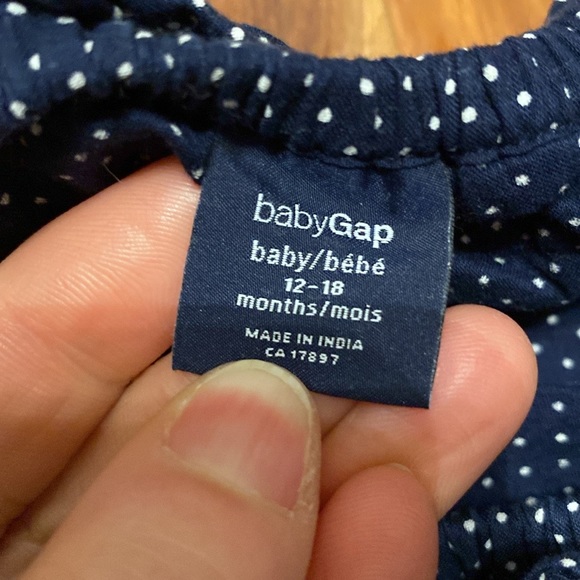 babyGap
baby/bébé
12-18
months/mois
MADE IN INDIA
CA 17897